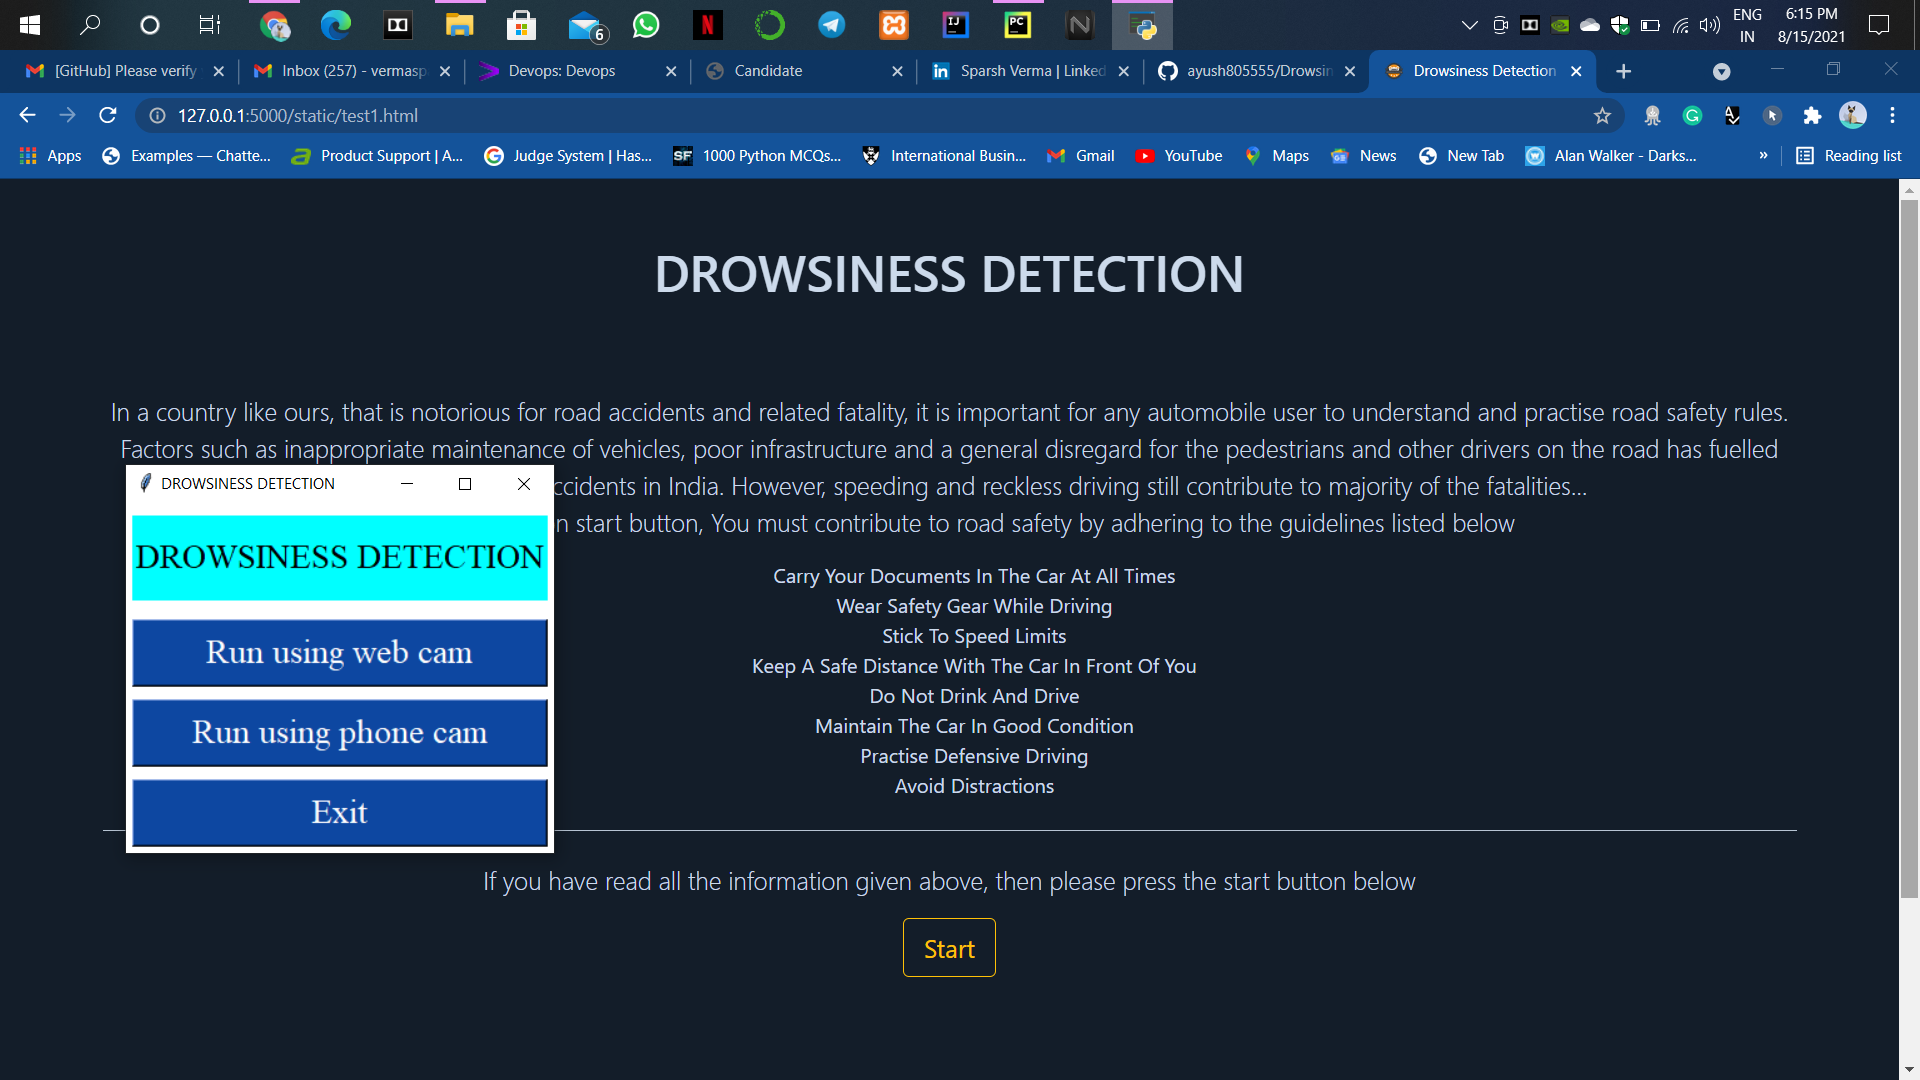 6
ENG
IN
6:15 PM
8/15/2021
[GitHub] Please verify
Inbox (257) - vermasp
Devops: Devops
Candidate
Sparsh Verma | Linked
ayush805555/Drowsin
Drowsiness Detection
127.0.0.1:5000/static/test1.html
Apps
Examples — Chatte...
Product Support | A...
Judge System | Has...
1000 Python MCQs...
International Busin...
Gmail
YouTube
Maps
News
New Tab
Alan Walker - Darks...
»
Reading list
DROWSINESS DETECTION
In a country like ours, that is notorious for road accidents and related fatality, it is important for any automobile user to understand and practise road safety rules.
Factors such as inappropriate maintenance of vehicles, poor infrastructure and a general disregard for the pedestrians and other drivers on the road has fuelled
ccidents in India. However, speeding and reckless driving still contribute to majority of the fatalities...
n start button, You must contribute to road safety by adhering to the guidelines listed below
Carry Your Documents In The Car At All Times
Wear Safety Gear While Driving
Stick To Speed Limits
Keep A Safe Distance With The Car In Front Of You
Do Not Drink And Drive
Maintain The Car In Good Condition
Practise Defensive Driving
Avoid Distractions
If you have read all the information given above, then please press the start button below
Start
DROWSINESS DETECTION
DROWSINESS DETECTION
Run using web cam
Run using phone cam
Exit